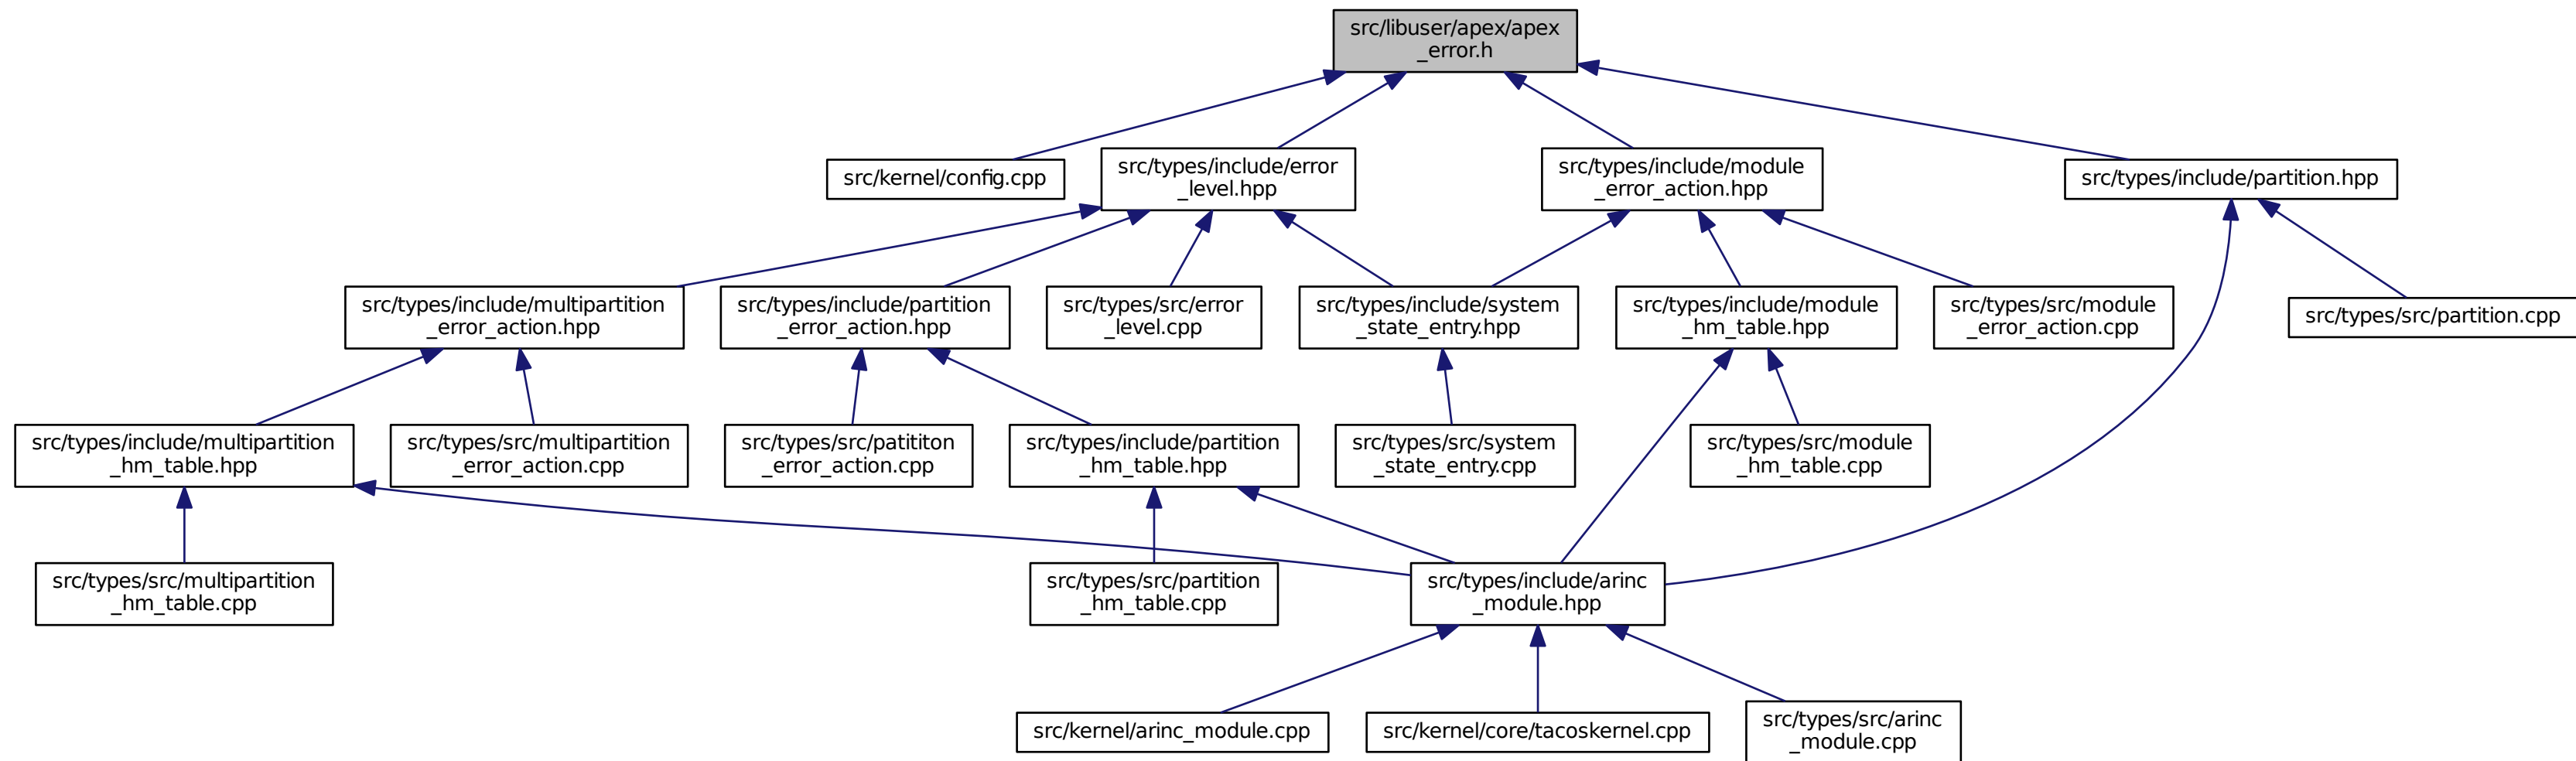 src/libuser/apex/apex
_error.h
src/kernel/config.cpp
src/types/include/error
_level.hpp
src/types/include/module
_error_action.hpp
src/types/include/partition.hpp
src/types/include/multipartition
_error_action.hpp
src/types/include/partition
_error_action.hpp
src/types/src/error
_level.cpp
src/types/include/system
_state_entry.hpp
src/types/include/module
_hm_table.hpp
src/types/src/module
_error_action.cpp
src/types/src/partition.cpp
src/types/include/multipartition
_hm_table.hpp
src/types/src/multipartition
_error_action.cpp
src/types/src/patititon
_error_action.cpp
src/types/include/partition
_hm_table.hpp
src/types/src/system
_state_entry.cpp
src/types/src/module
_hm_table.cpp
src/types/src/multipartition
_hm_table.cpp
src/types/src/partition
_hm_table.cpp
src/types/include/arinc
_module.hpp
src/kernel/arinc_module.cpp
src/kernel/core/tacoskernel.cpp
src/types/src/arinc
_module.cpp